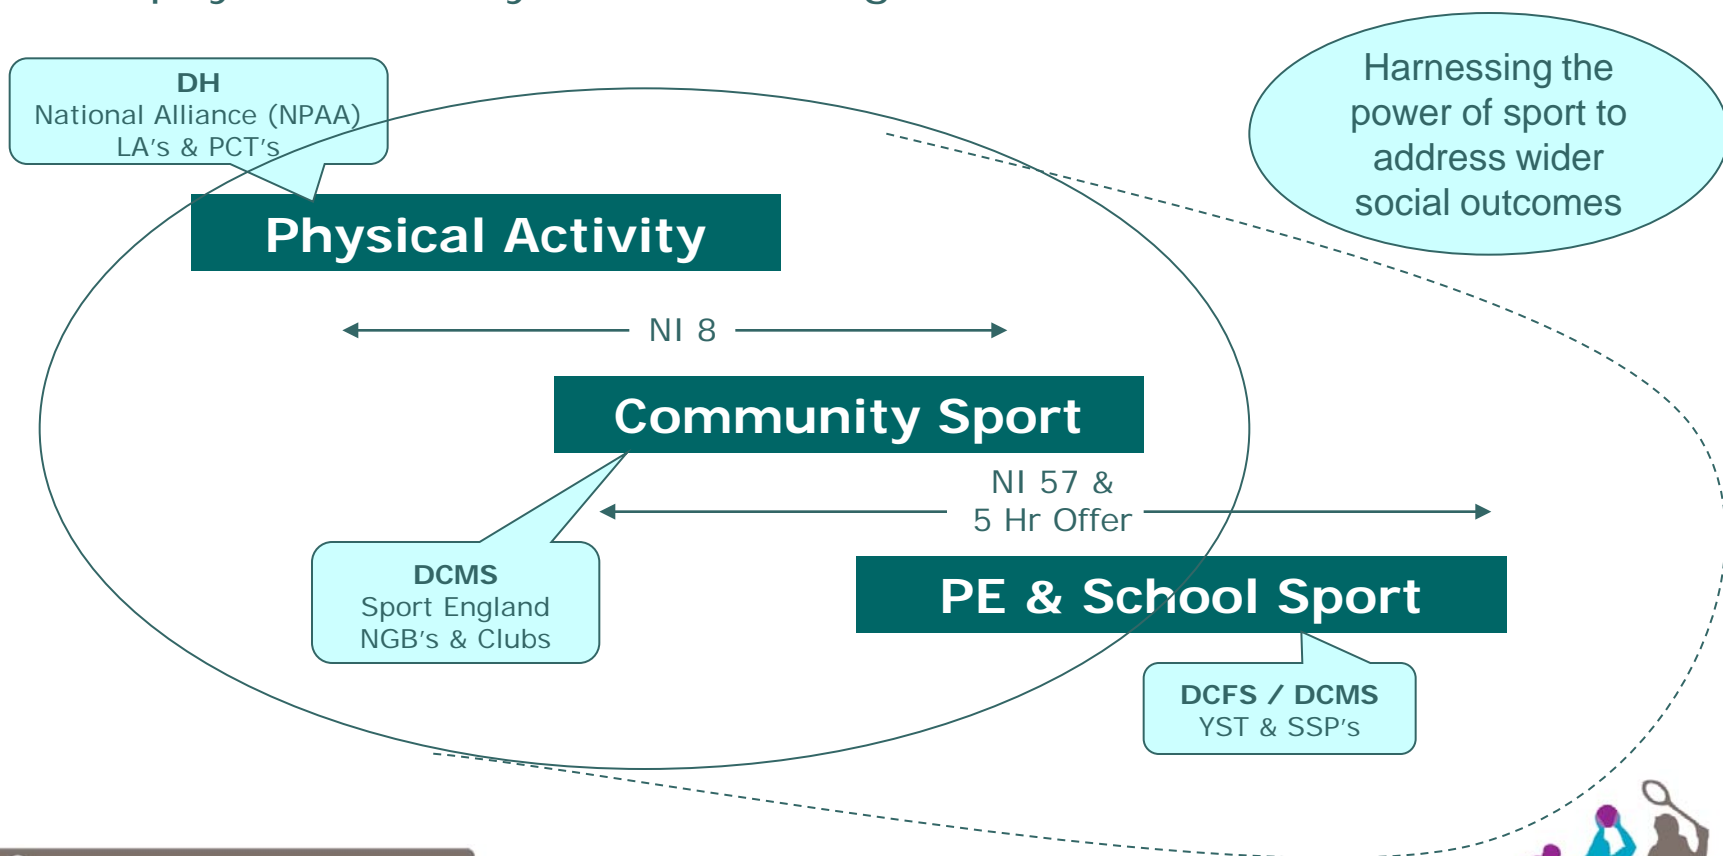 DH
National Alliance (NPAA)
LA's & PCT's
Harnessing the
power of sport to
address wider
social outcomes
Physical Activity
NI 8
Community Sport
NI 57 &
5 Hr Offer
DCMS
Sport England
NGB's & Clubs
PE & School Sport
DCFS / DCMS
YST & SSP's